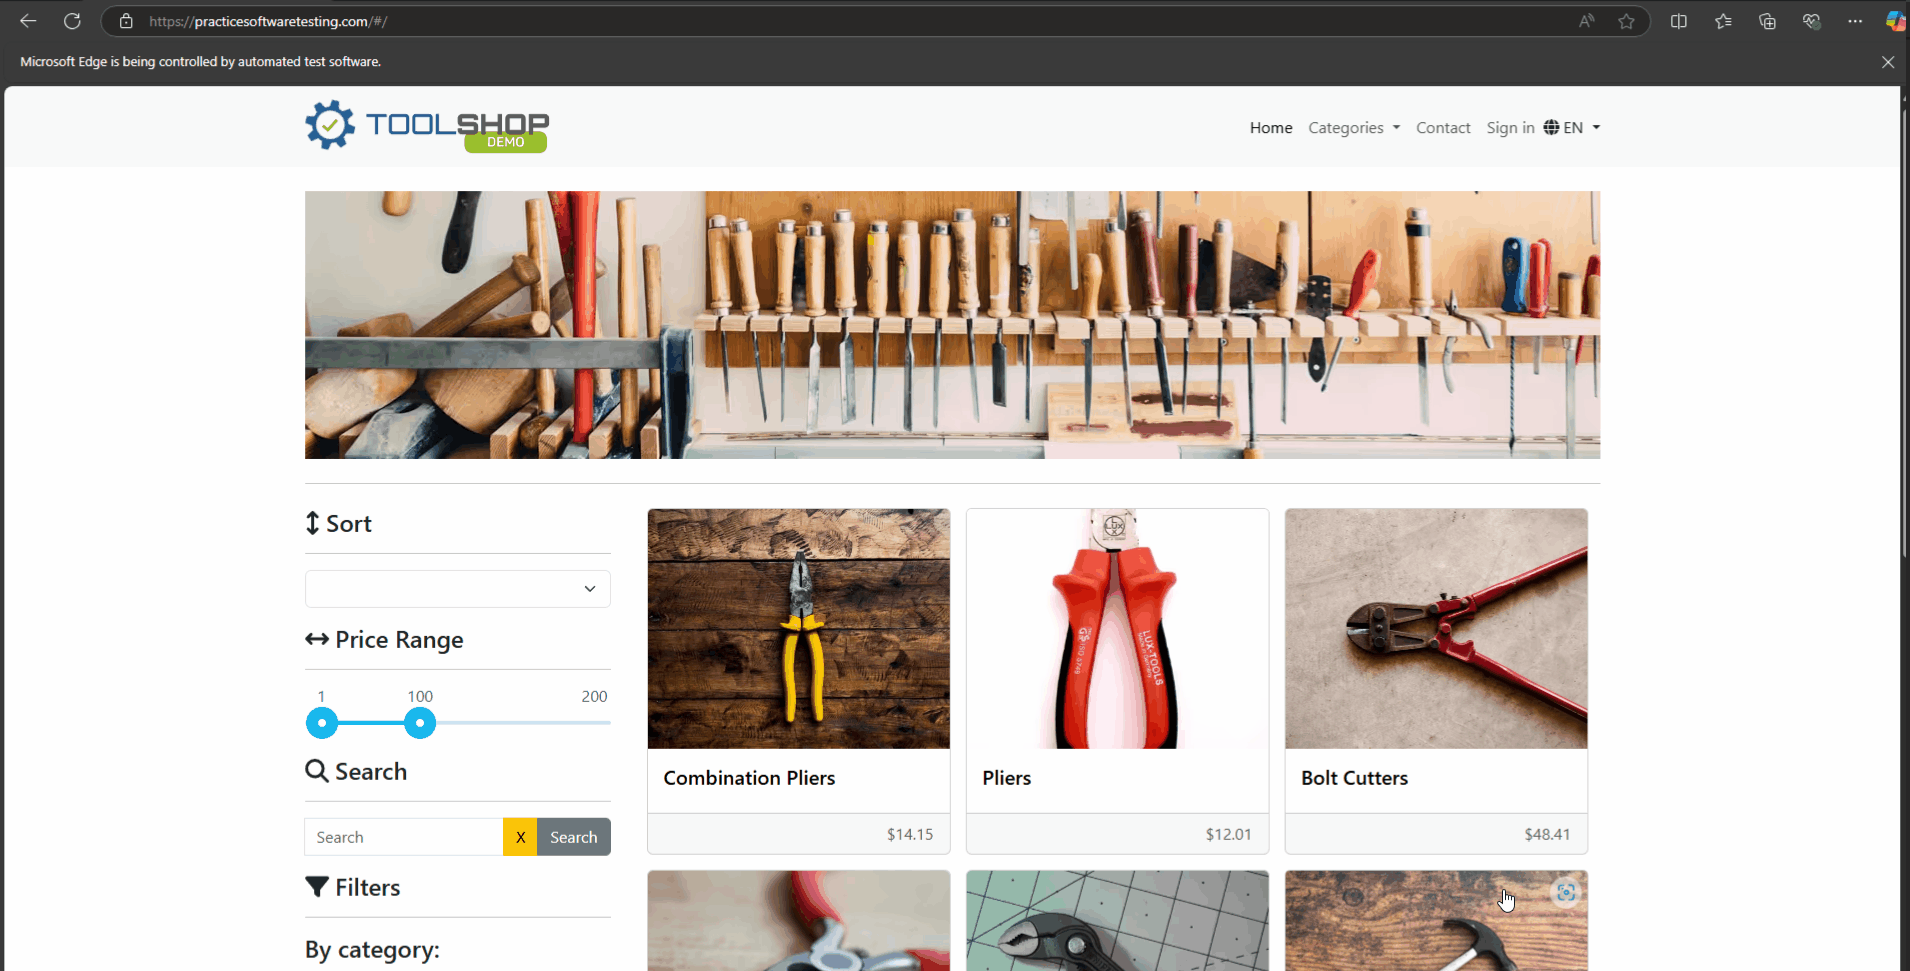 https://practicesoftwaretesting.com/#/
Microsoft Edge is being controlled by automated test software.
TOOLSHOP
DEMO
Home Categories Contact Sign in EN
Sort
Price Range
1 100 200
Search
Search X Search
Filters
By category:
Combination Pliers
$14.15
Pliers
$12.01
Bolt Cutters
$48.41
LUX-TOOLS